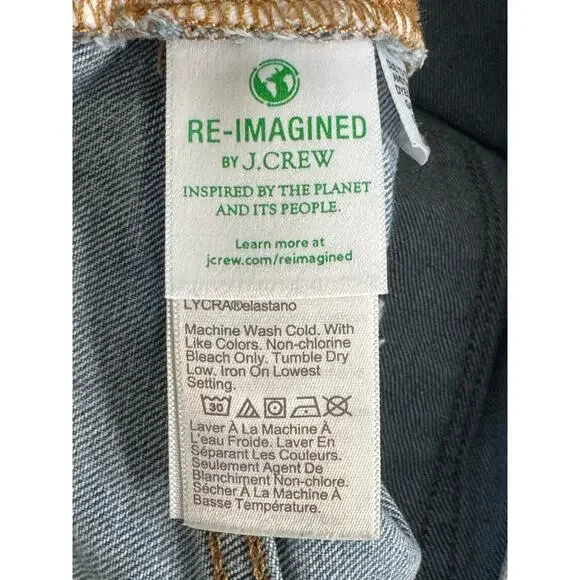 RE-IMAGINED
BY J.CREW
INSPIRED BY THE PLANET
AND ITS PEOPLE.
Learn more at
jcrew.com/reimagined
LYCRA®elastano
Machine Wash Cold. With
Like Colors. Non-chlorine
Bleach Only. Tumble Dry
Low. Iron On Lowest
Setting.
30
Laver À La Machine À
L'eau Froide. Laver En
Séparant Les Couleurs.
Seulement Agent De
Blanchiment Non-chlore.
Sécher À La Machine À
Basse Température.